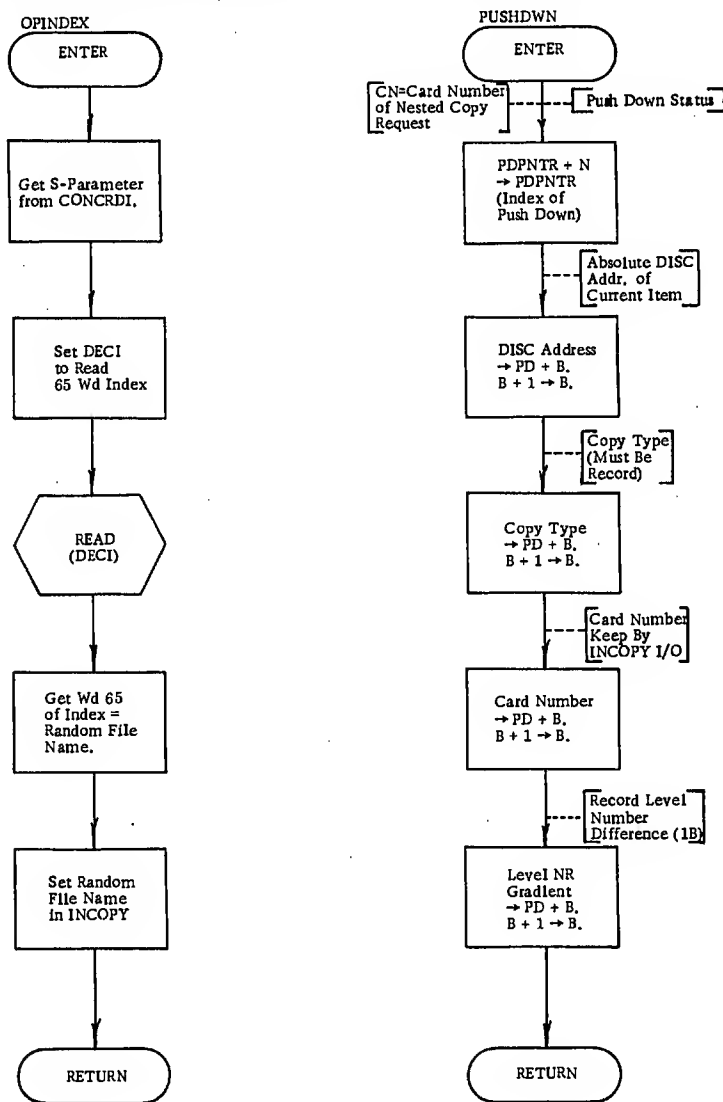 OPINDEX
ENTER
Get S-Parameter
from CONCRDI.
Set DECI
to Read
65 Wd Index
READ
(DECI)
Get Wd 65
of Index =
Random File
Name.
Set Random
File Name
in INCOPY
RETURN
PUSHDWN
ENTER
CN=Card Number
of Nested Copy
Request
Push Down Status
PDPNTR + N
→ PDPNTR
(Index of
Push Down)
Absolute DISC
Addr. of
Current Item
DISC Address
→ PD + B.
B + 1 → B.
Copy Type
(Must Be
Record)
Copy Type
→ PD + B.
B + 1 → B.
Card Number
Keep By
INCOPY I/O
Card Number
→ PD + B.
B + 1 → B.
Record Level
Number
Difference (1B)
Level NR
Gradient
→ PD + B.
B + 1 → B.
RETURN